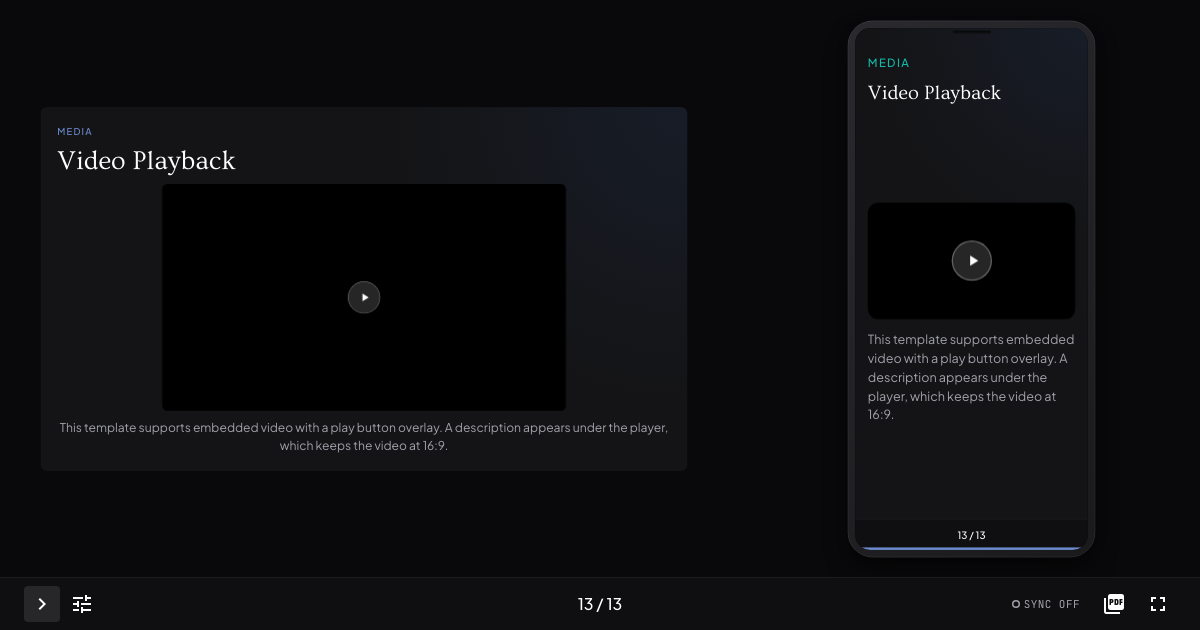 MEDIA
Video Playback
This template supports embedded video with a play button overlay. A description appears under the player,
which keeps the video at 16:9.
MEDIA
Video Playback
This template supports embedded
video with a play button overlay. A
description appears under the
player, which keeps the video at
16:9.
13 / 13
13 / 13
SYNC OFF
PDF